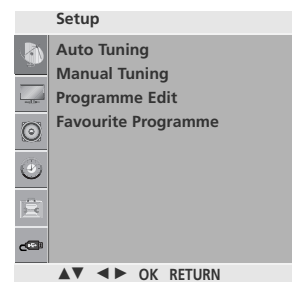 Setup
Auto Tuning
Manual Tuning
Programme Edit
Favourite Programme
▲▼ ◄► OK RETURN